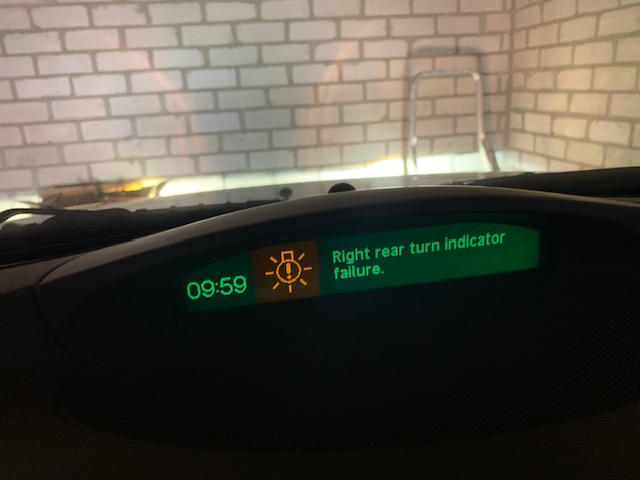 09:59
Right rear turn indicator
failure.